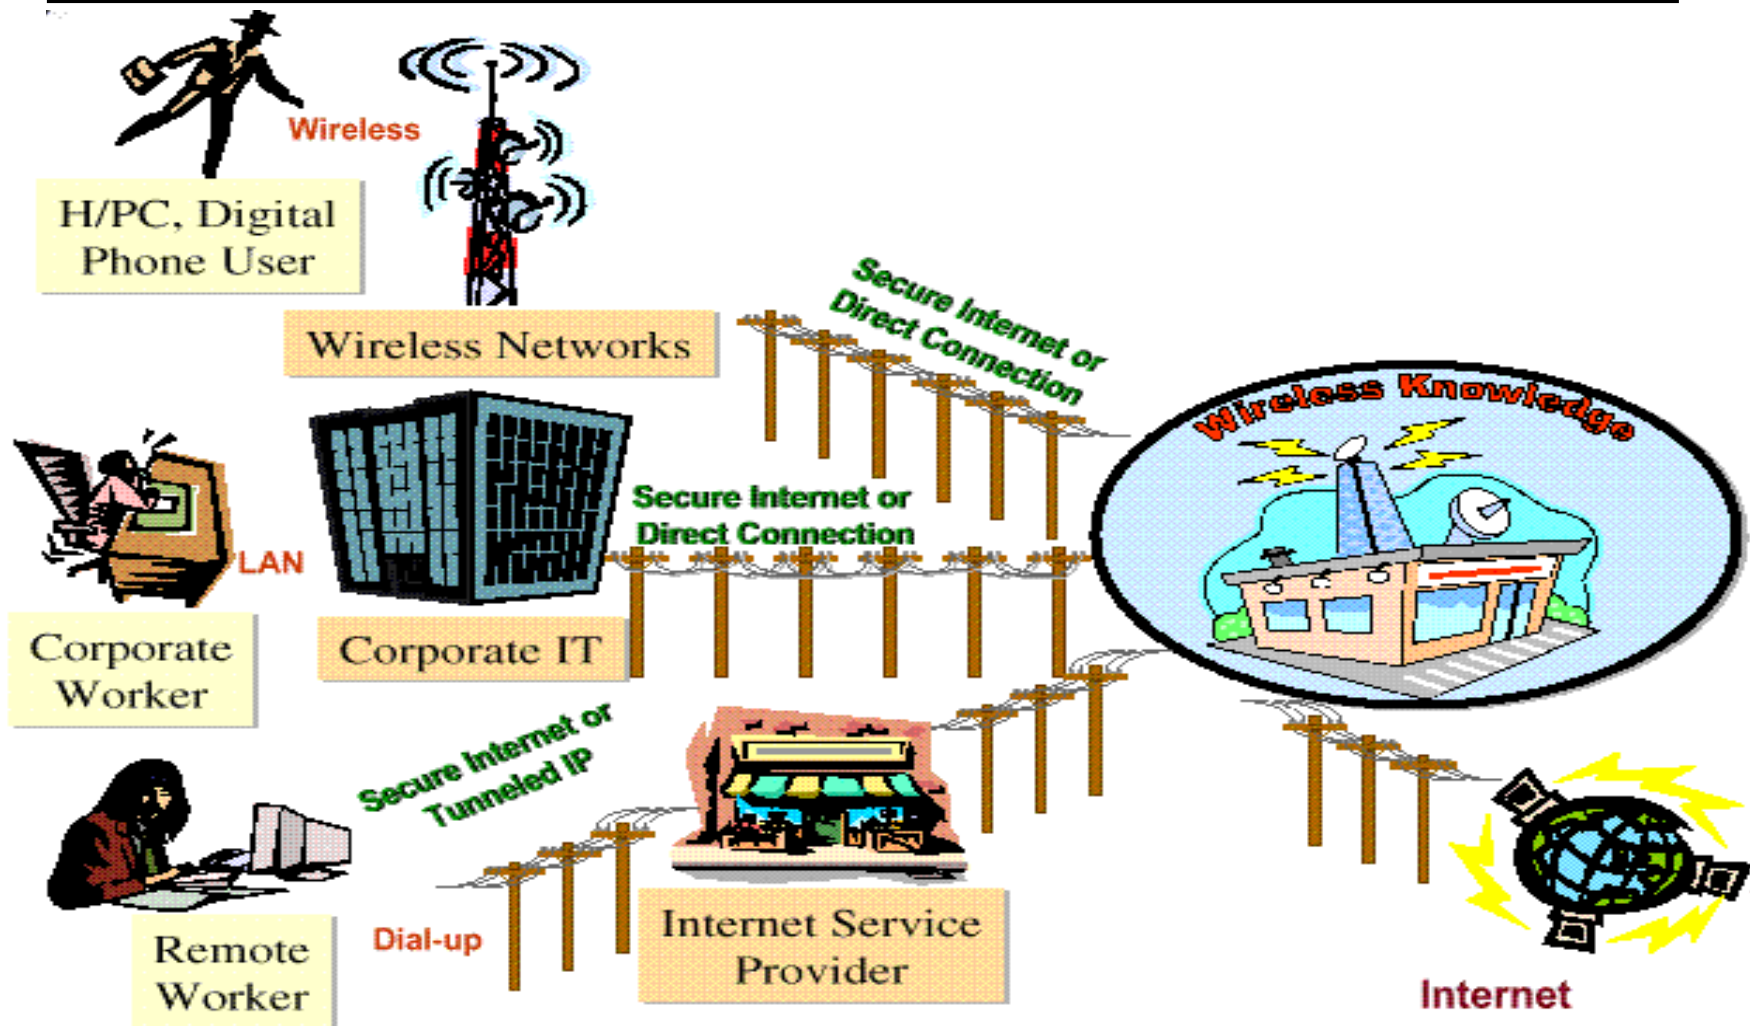 Wireless
H/PC, Digital
Phone User
Wireless Networks
Secure Internet or
Direct Connection
Wireless Knowledge
Secure Internet or
Direct Connection
LAN
Corporate
Worker
Corporate IT
Secure Internet or
Tunneled IP
Dial-up
Remote
Worker
Internet Service
Provider
Internet